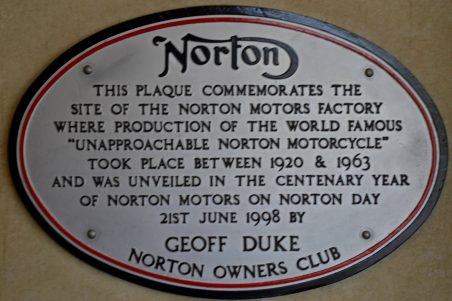 Norton
THIS PLAQUE COMMEMORATES THE
SITE OF THE NORTON MOTORS FACTORY
WHERE PRODUCTION OF THE WORLD FAMOUS
"UNAPPROACHABLE NORTON MOTORCYCLE"
TOOK PLACE BETWEEN 1920 & 1963
AND WAS UNVEILED IN THE CENTENARY YEAR
OF NORTON MOTORS ON NORTON DAY
21ST JUNE 1998 BY
GEOFF DUKE
NORTON OWNERS CLUB